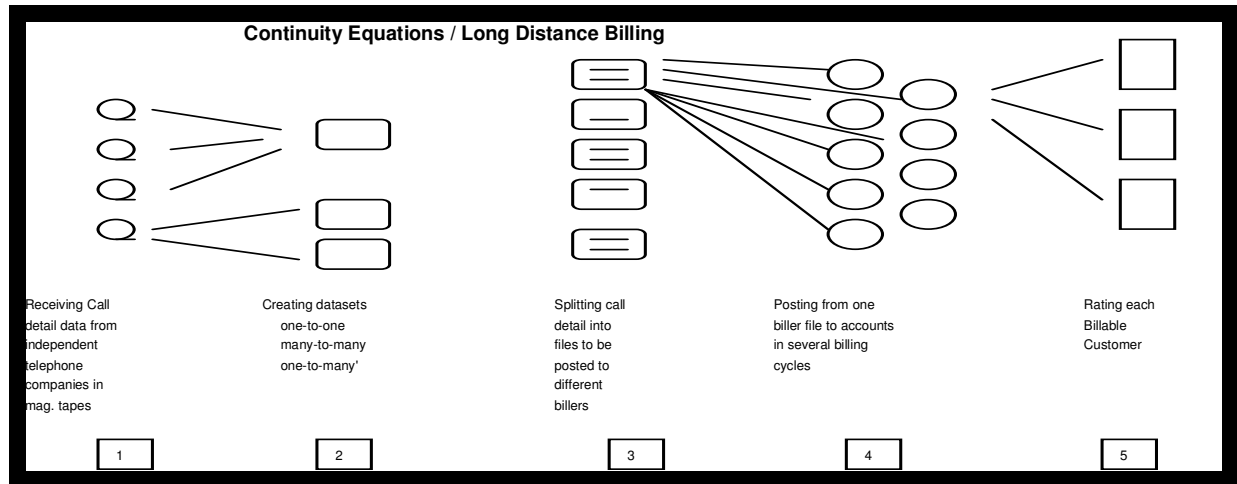 Continuity Equations / Long Distance Billing
Receiving Call
detail data from
independent
telephone
companies in
mag. tapes
Creating datasets
one-to-one
many-to-many
one-to-many'
Splitting call
detail into
files to be
posted to
different
billers
Posting from one
biller file to accounts
in several billing
cycles
Rating each
Billable
Customer
1
2
3
4
5